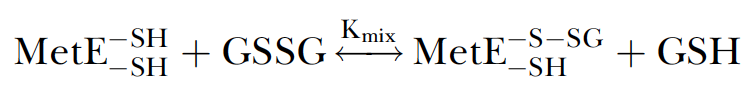 MetE–SH–SH + GSSG ⟷ Kmix MetE–S–SG–SH + GSH